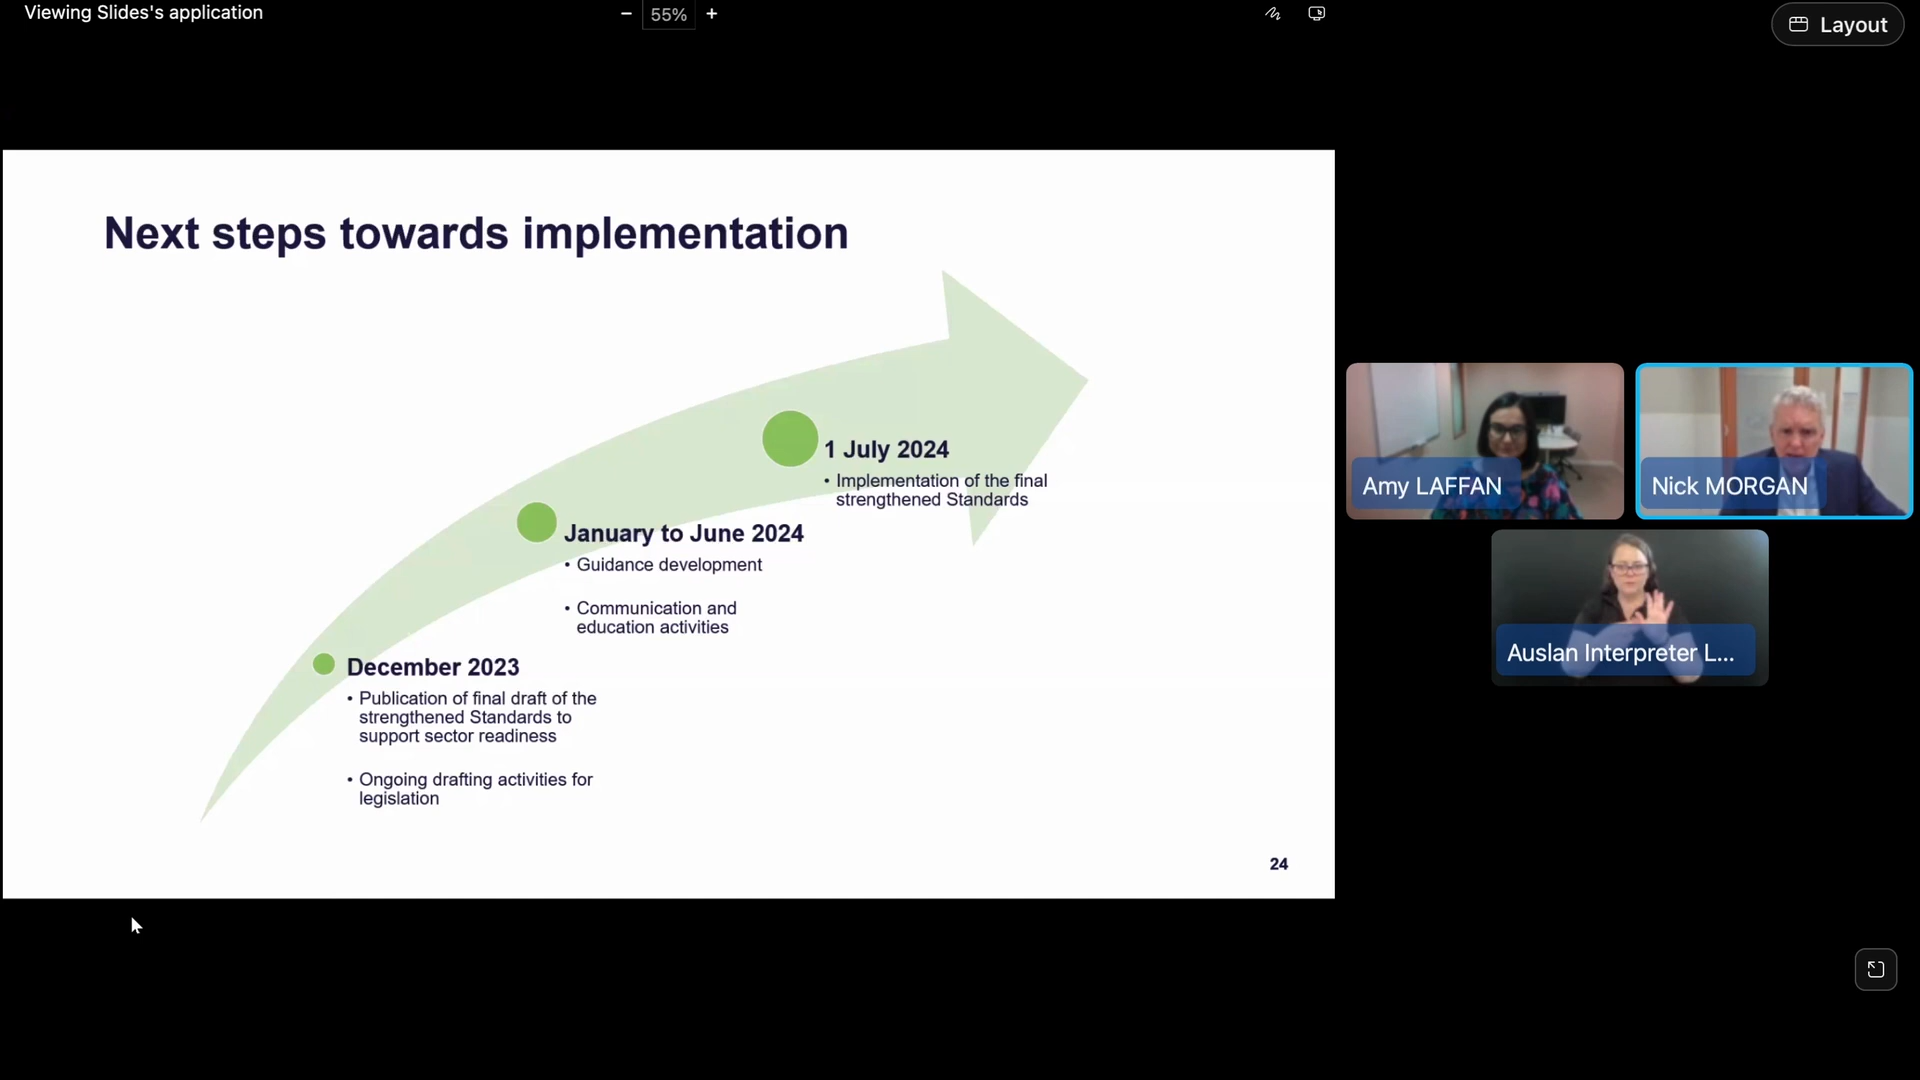 Viewing Slides's application
55%
Layout
Next steps towards implementation
1 July 2024
• Implementation of the final
strengthened Standards
January to June 2024
• Guidance development
• Communication and
education activities
December 2023
• Publication of final draft of the
strengthened Standards to
support sector readiness
• Ongoing drafting activities for
legislation
24
Amy LAFFAN
Nick MORGAN
Auslan Interpreter L...